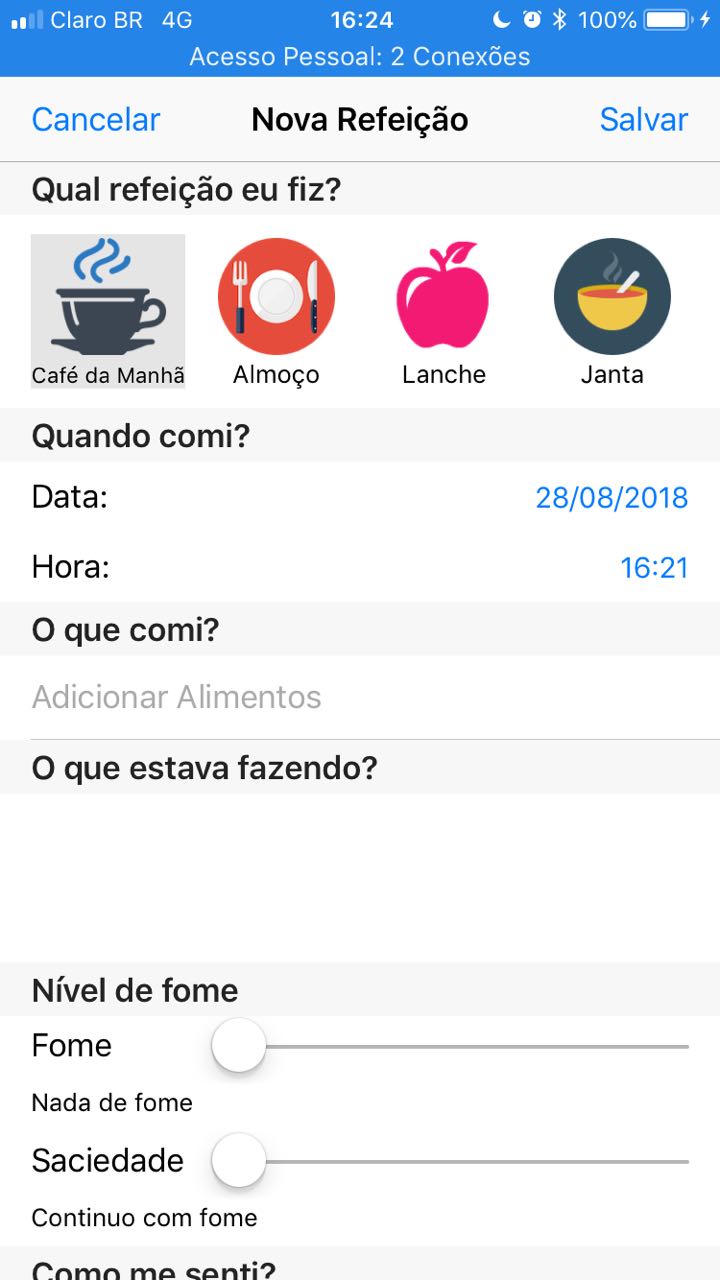 Claro BR 4G 16:24 100%
Acesso Pessoal: 2 Conexões
Cancelar Nova Refeição Salvar
Qual refeição eu fiz?
Café da Manhã Almoço Lanche Janta
Quando comi?
Data: 28/08/2018
Hora: 16:21
O que comi?
Adicionar Alimentos
O que estava fazendo?
Nível de fome
Fome
Nada de fome
Saciedade
Continuo com fome
Como me senti?